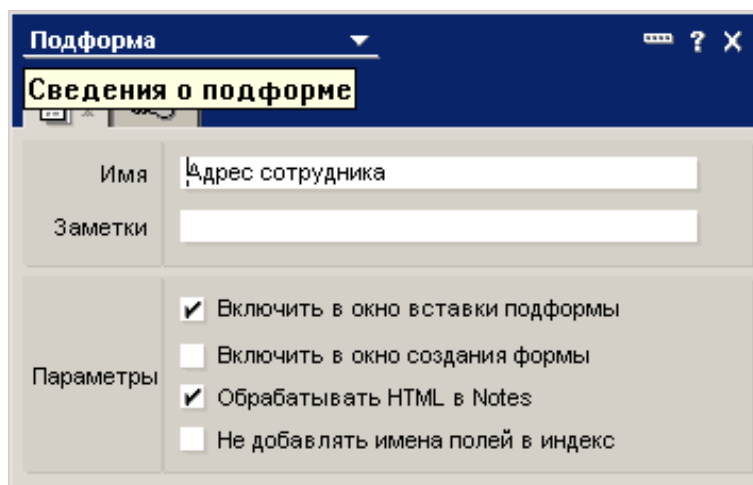 Подформа
?
Сведения о подформе
Имя
Адрес сотрудника
Заметки
Параметры
Включить в окно вставки подформы
Включить в окно создания формы
Обрабатывать HTML в Notes
Не добавлять имена полей в индекс